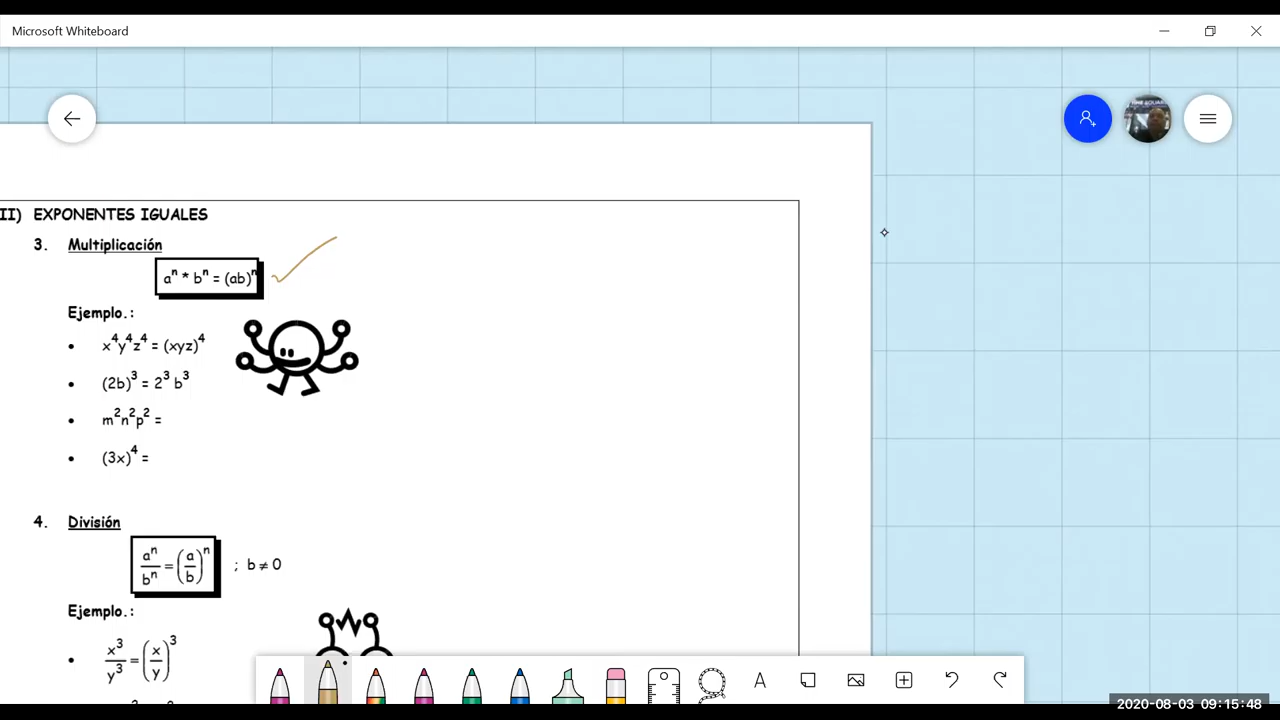 Microsoft Whiteboard
II) EXPONENTES IGUALES
3. Multiplicación
aⁿ * bⁿ = (ab)ⁿ
Ejemplo.:
• x⁴y⁴z⁴ = (xyz)⁴
• (2b)³ = 2³ b³
• m²n²p² =
• (3x)⁴ =
4. División
aⁿ/bⁿ = (a/b)ⁿ ; b ≠ 0
Ejemplo.:
• x³/y³ = (x/y)³
A
2020-08-03 09:15:48